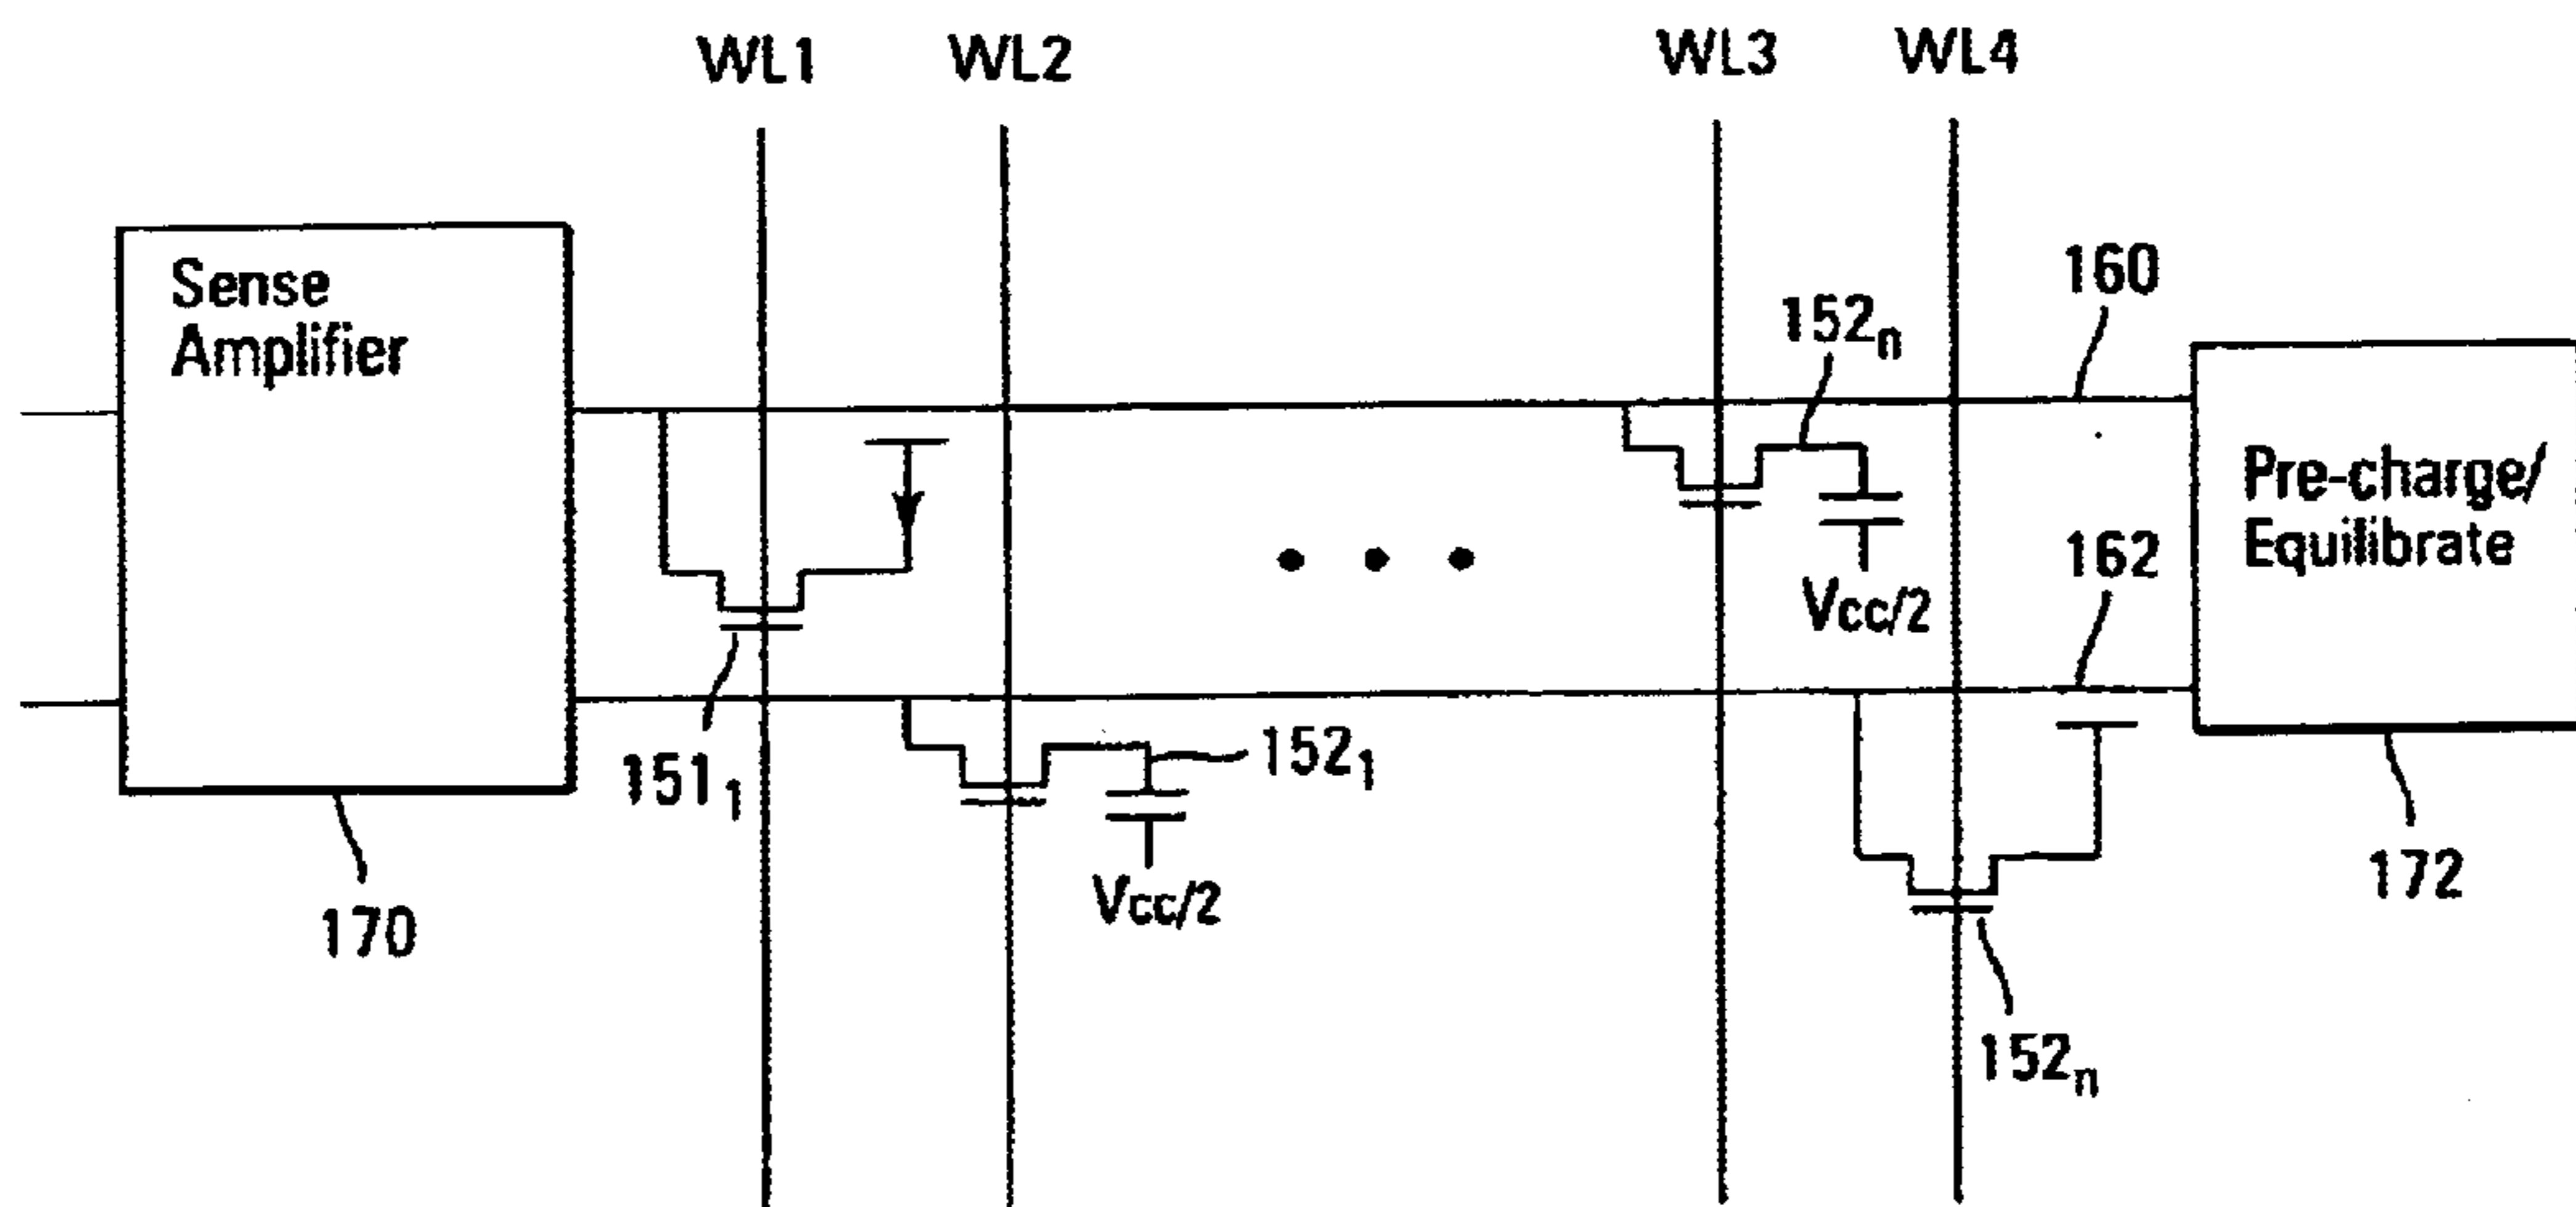 WL1 WL2 WL3 WL4
Sense
Amplifier
160
152n
Pre-charge/
Equilibrate
162
Vcc/2
151₁
152₁
Vcc/2
170
172
152n